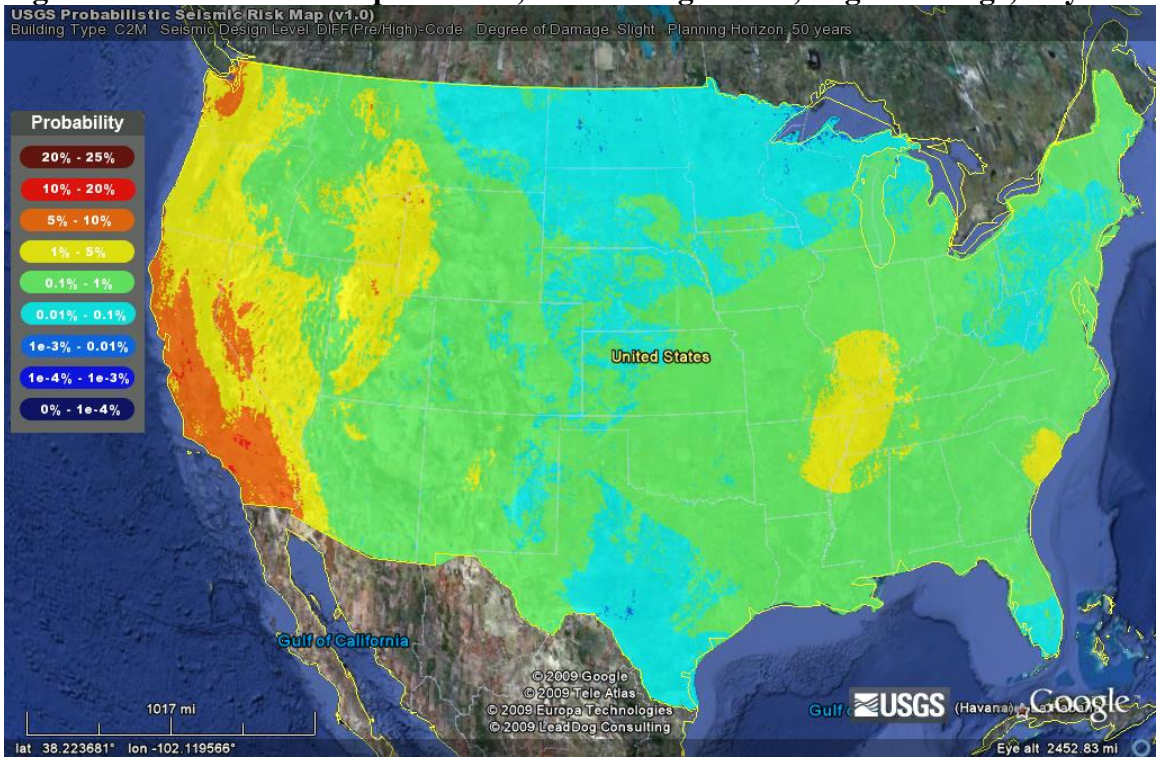 USGS Probabilistic Seismic Risk Map (v1.0)
Building Type: C2M Seismic Design Level: DIFF(Pre/High)-Code Degree of Damage: Slight Planning Horizon: 50 years
Probability
20% - 25%
10% - 20%
5% - 10%
1% - 5%
0.1% - 1%
0.01% - 0.1%
1e-3% - 0.01%
1e-4% - 1e-3%
0% - 1e-4%
United States
Gulf of California
© 2009 Google
© 2009 Tele Atlas
© 2009 Europa Technologies
© 2009 LeadDog Consulting
USGS
(Havana)
Google
1017 mi
lat 38.223681° lon -102.119566°
Eye alt 2452.83 mi